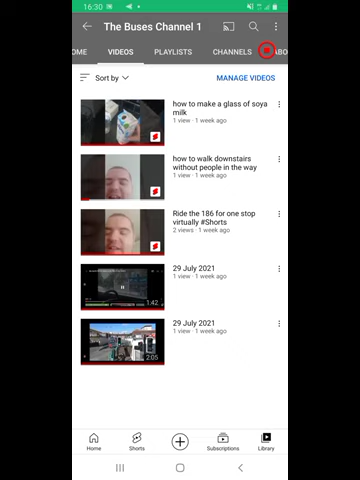 16:30
The Buses Channel 1
OME VIDEOS PLAYLISTS CHANNELS ABO
Sort by MANAGE VIDEOS
how to make a glass of soya
milk
1 view · 1 week ago
how to walk downstairs
without people in the way
1 view · 1 week ago
Ride the 186 for one stop
virtually #Shorts
2 views · 1 week ago
29 July 2021
1 view · 1 week ago
1:42
29 July 2021
1 view · 1 week ago
2:05
Home Shorts Subscriptions Library